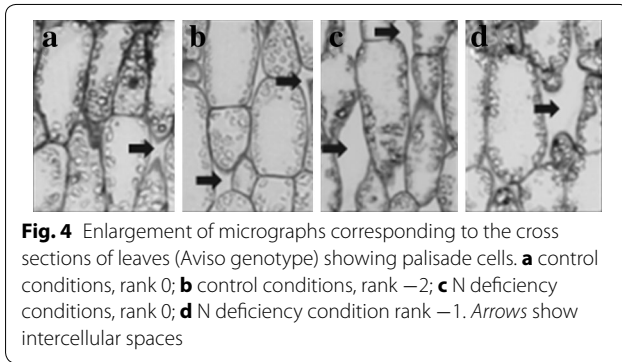 a
b
c
d
Fig. 4 Enlargement of micrographs corresponding to the cross
sections of leaves (Aviso genotype) showing palisade cells. a control
conditions, rank 0; b control conditions, rank −2; c N deficiency
conditions, rank 0; d N deficiency condition rank −1. Arrows show
intercellular spaces